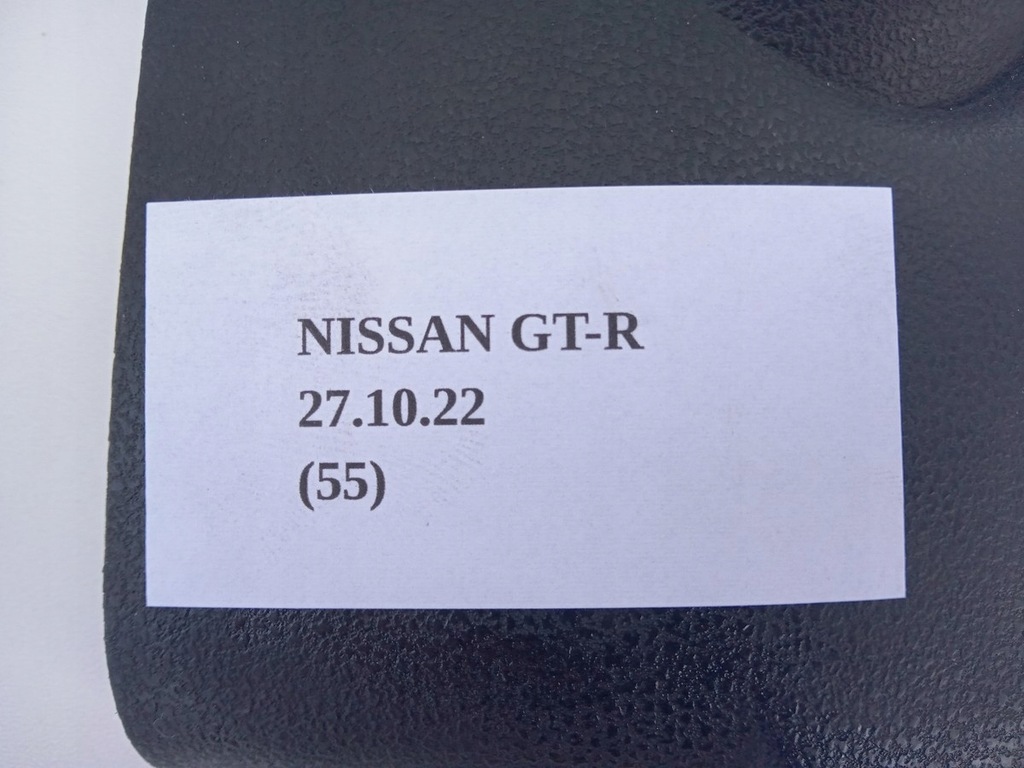 NISSAN GT-R
27.10.22
(55)